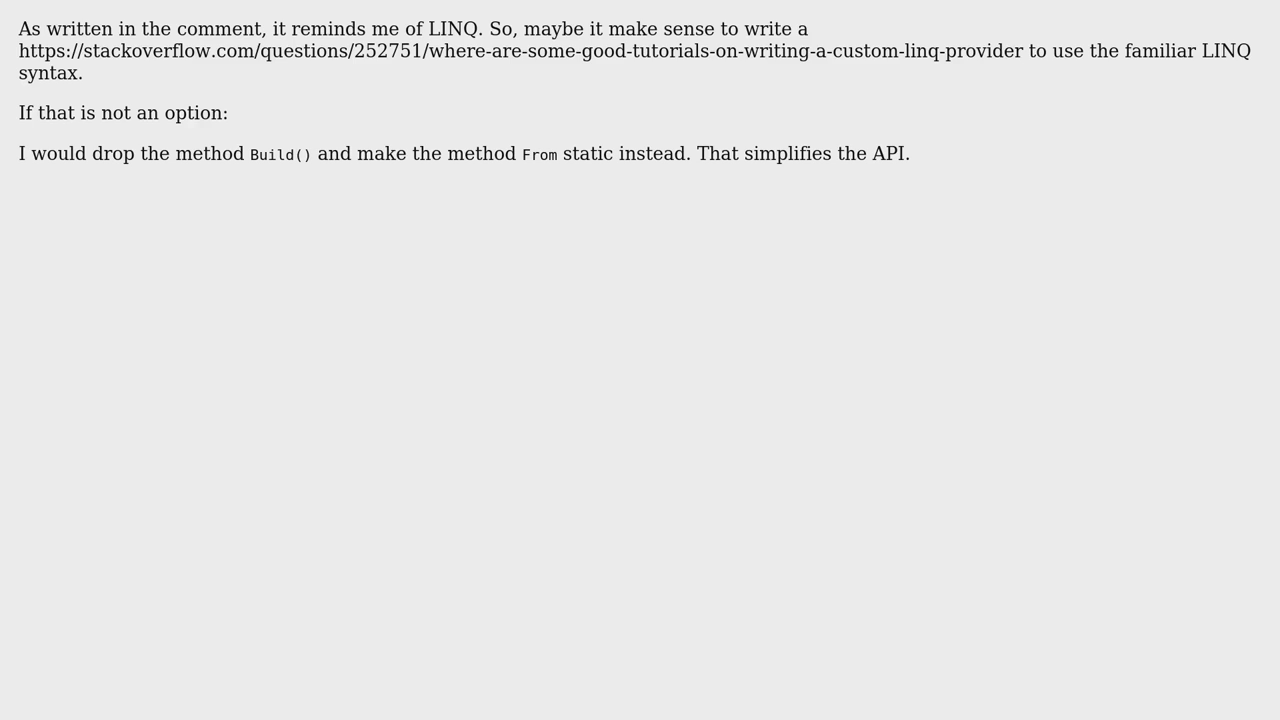 As written in the comment, it reminds me of LINQ. So, maybe it make sense to write a
https://stackoverflow.com/questions/252751/where-are-some-good-tutorials-on-writing-a-custom-linq-provider to use the familiar LINQ
syntax.
If that is not an option:
I would drop the method Build() and make the method From static instead. That simplifies the API.